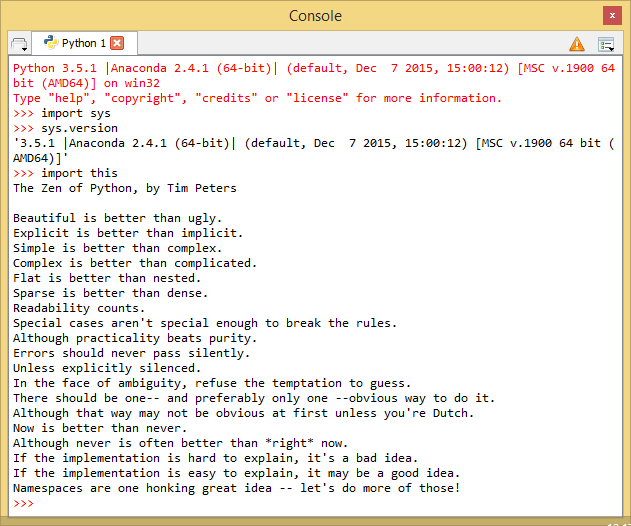 Console
Python 1
Python 3.5.1 |Anaconda 2.4.1 (64-bit)| (default, Dec  7 2015, 15:00:12) [MSC v.1900 64
bit (AMD64)] on win32
Type "help", "copyright", "credits" or "license" for more information.
>>> import sys
>>> sys.version
'3.5.1 |Anaconda 2.4.1 (64-bit)| (default, Dec  7 2015, 15:00:12) [MSC v.1900 64 bit (
AMD64)]'
>>> import this
The Zen of Python, by Tim Peters

Beautiful is better than ugly.
Explicit is better than implicit.
Simple is better than complex.
Complex is better than complicated.
Flat is better than nested.
Sparse is better than dense.
Readability counts.
Special cases aren't special enough to break the rules.
Although practicality beats purity.
Errors should never pass silently.
Unless explicitly silenced.
In the face of ambiguity, refuse the temptation to guess.
There should be one-- and preferably only one --obvious way to do it.
Although that way may not be obvious at first unless you're Dutch.
Now is better than never.
Although never is often better than *right* now.
If the implementation is hard to explain, it's a bad idea.
If the implementation is easy to explain, it may be a good idea.
Namespaces are one honking great idea -- let's do more of those!
>>>